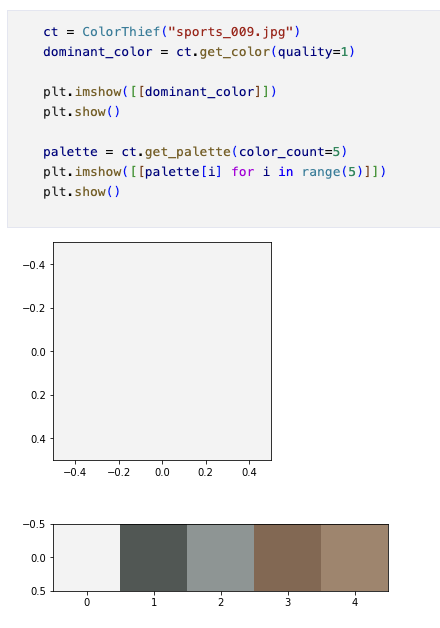 ct = ColorThief("sports_009.jpg")
dominant_color = ct.get_color(quality=1)
plt.imshow([[dominant_color]])
plt.show()
palette = ct.get_palette(color_count=5)
plt.imshow([[palette[i] for i in range(5)]])
plt.show()
−0.4
−0.2
0.0
0.2
0.4
−0.4 −0.2 0.0 0.2 0.4
−0.5
0.0
0.5
0 1 2 3 4